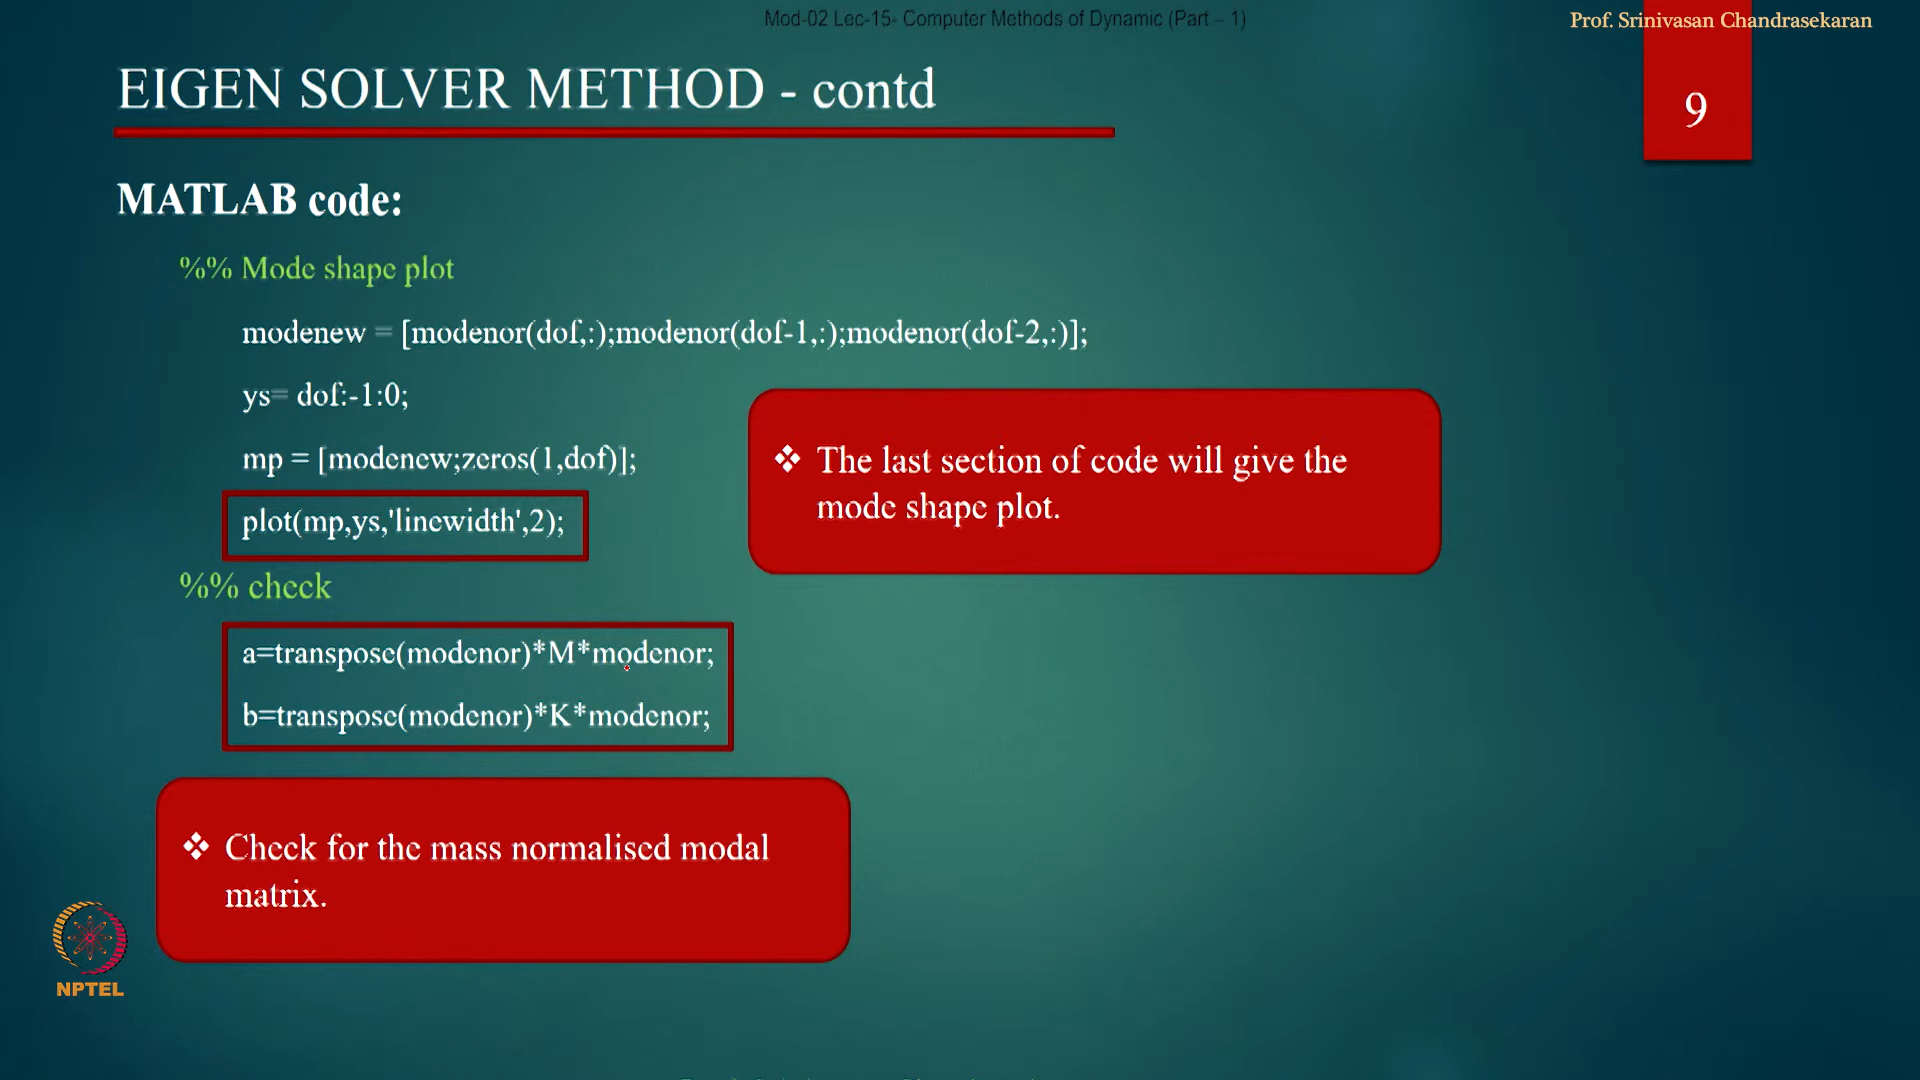 Mod-02 Lec-15- Computer Methods of Dynamic (Part – 1)
Prof. Srinivasan Chandrasekaran
EIGEN SOLVER METHOD - contd
9
MATLAB code:
%% Mode shape plot
modenew = [modenor(dof,:);modenor(dof-1,:);modenor(dof-2,:)];
ys= dof:-1:0;
mp = [modenew;zeros(1,dof)];
plot(mp,ys,'linewidth',2);
❖ The last section of code will give the
mode shape plot.
%% check
a=transpose(modenor)*M*modenor;
b=transpose(modenor)*K*modenor;
❖ Check for the mass normalised modal
matrix.
NPTEL